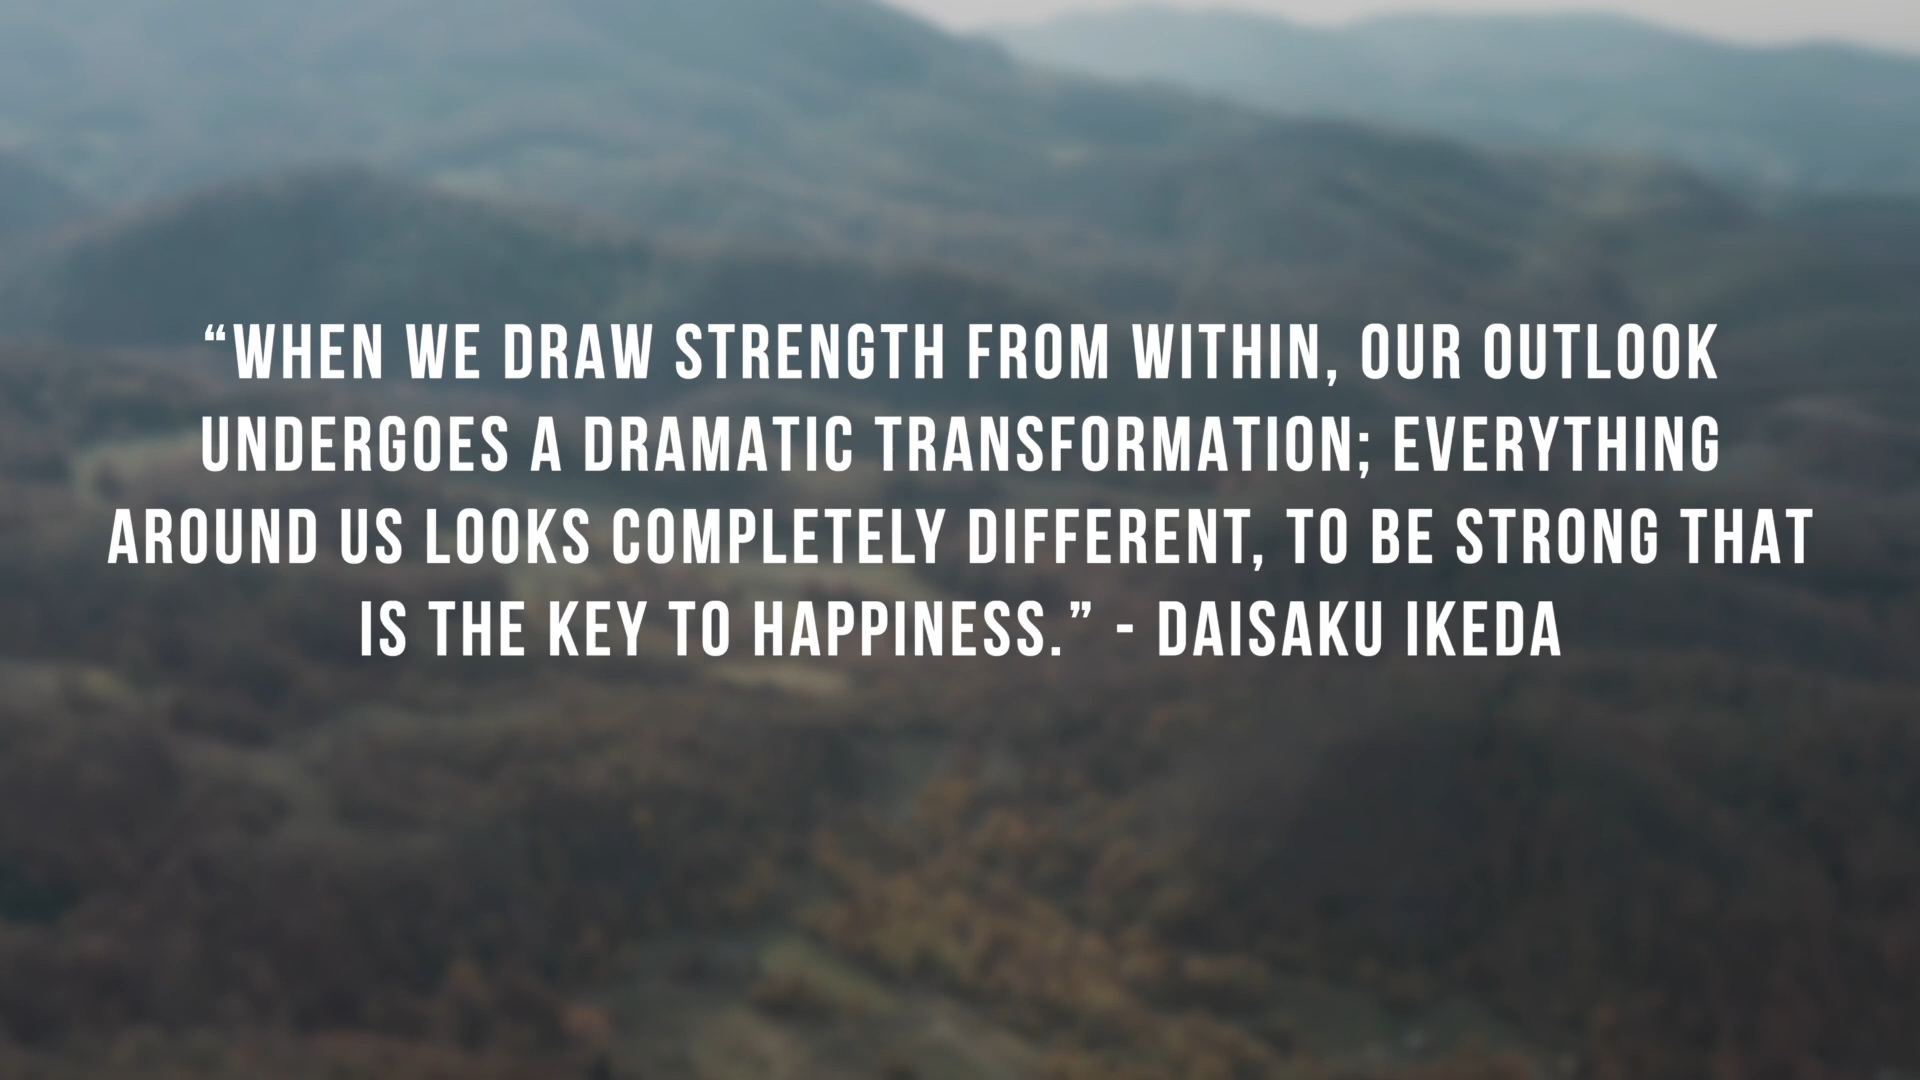 “WHEN WE DRAW STRENGTH FROM WITHIN, OUR OUTLOOK
UNDERGOES A DRAMATIC TRANSFORMATION; EVERYTHING
AROUND US LOOKS COMPLETELY DIFFERENT, TO BE STRONG THAT
IS THE KEY TO HAPPINESS.” - DAISAKU IKEDA